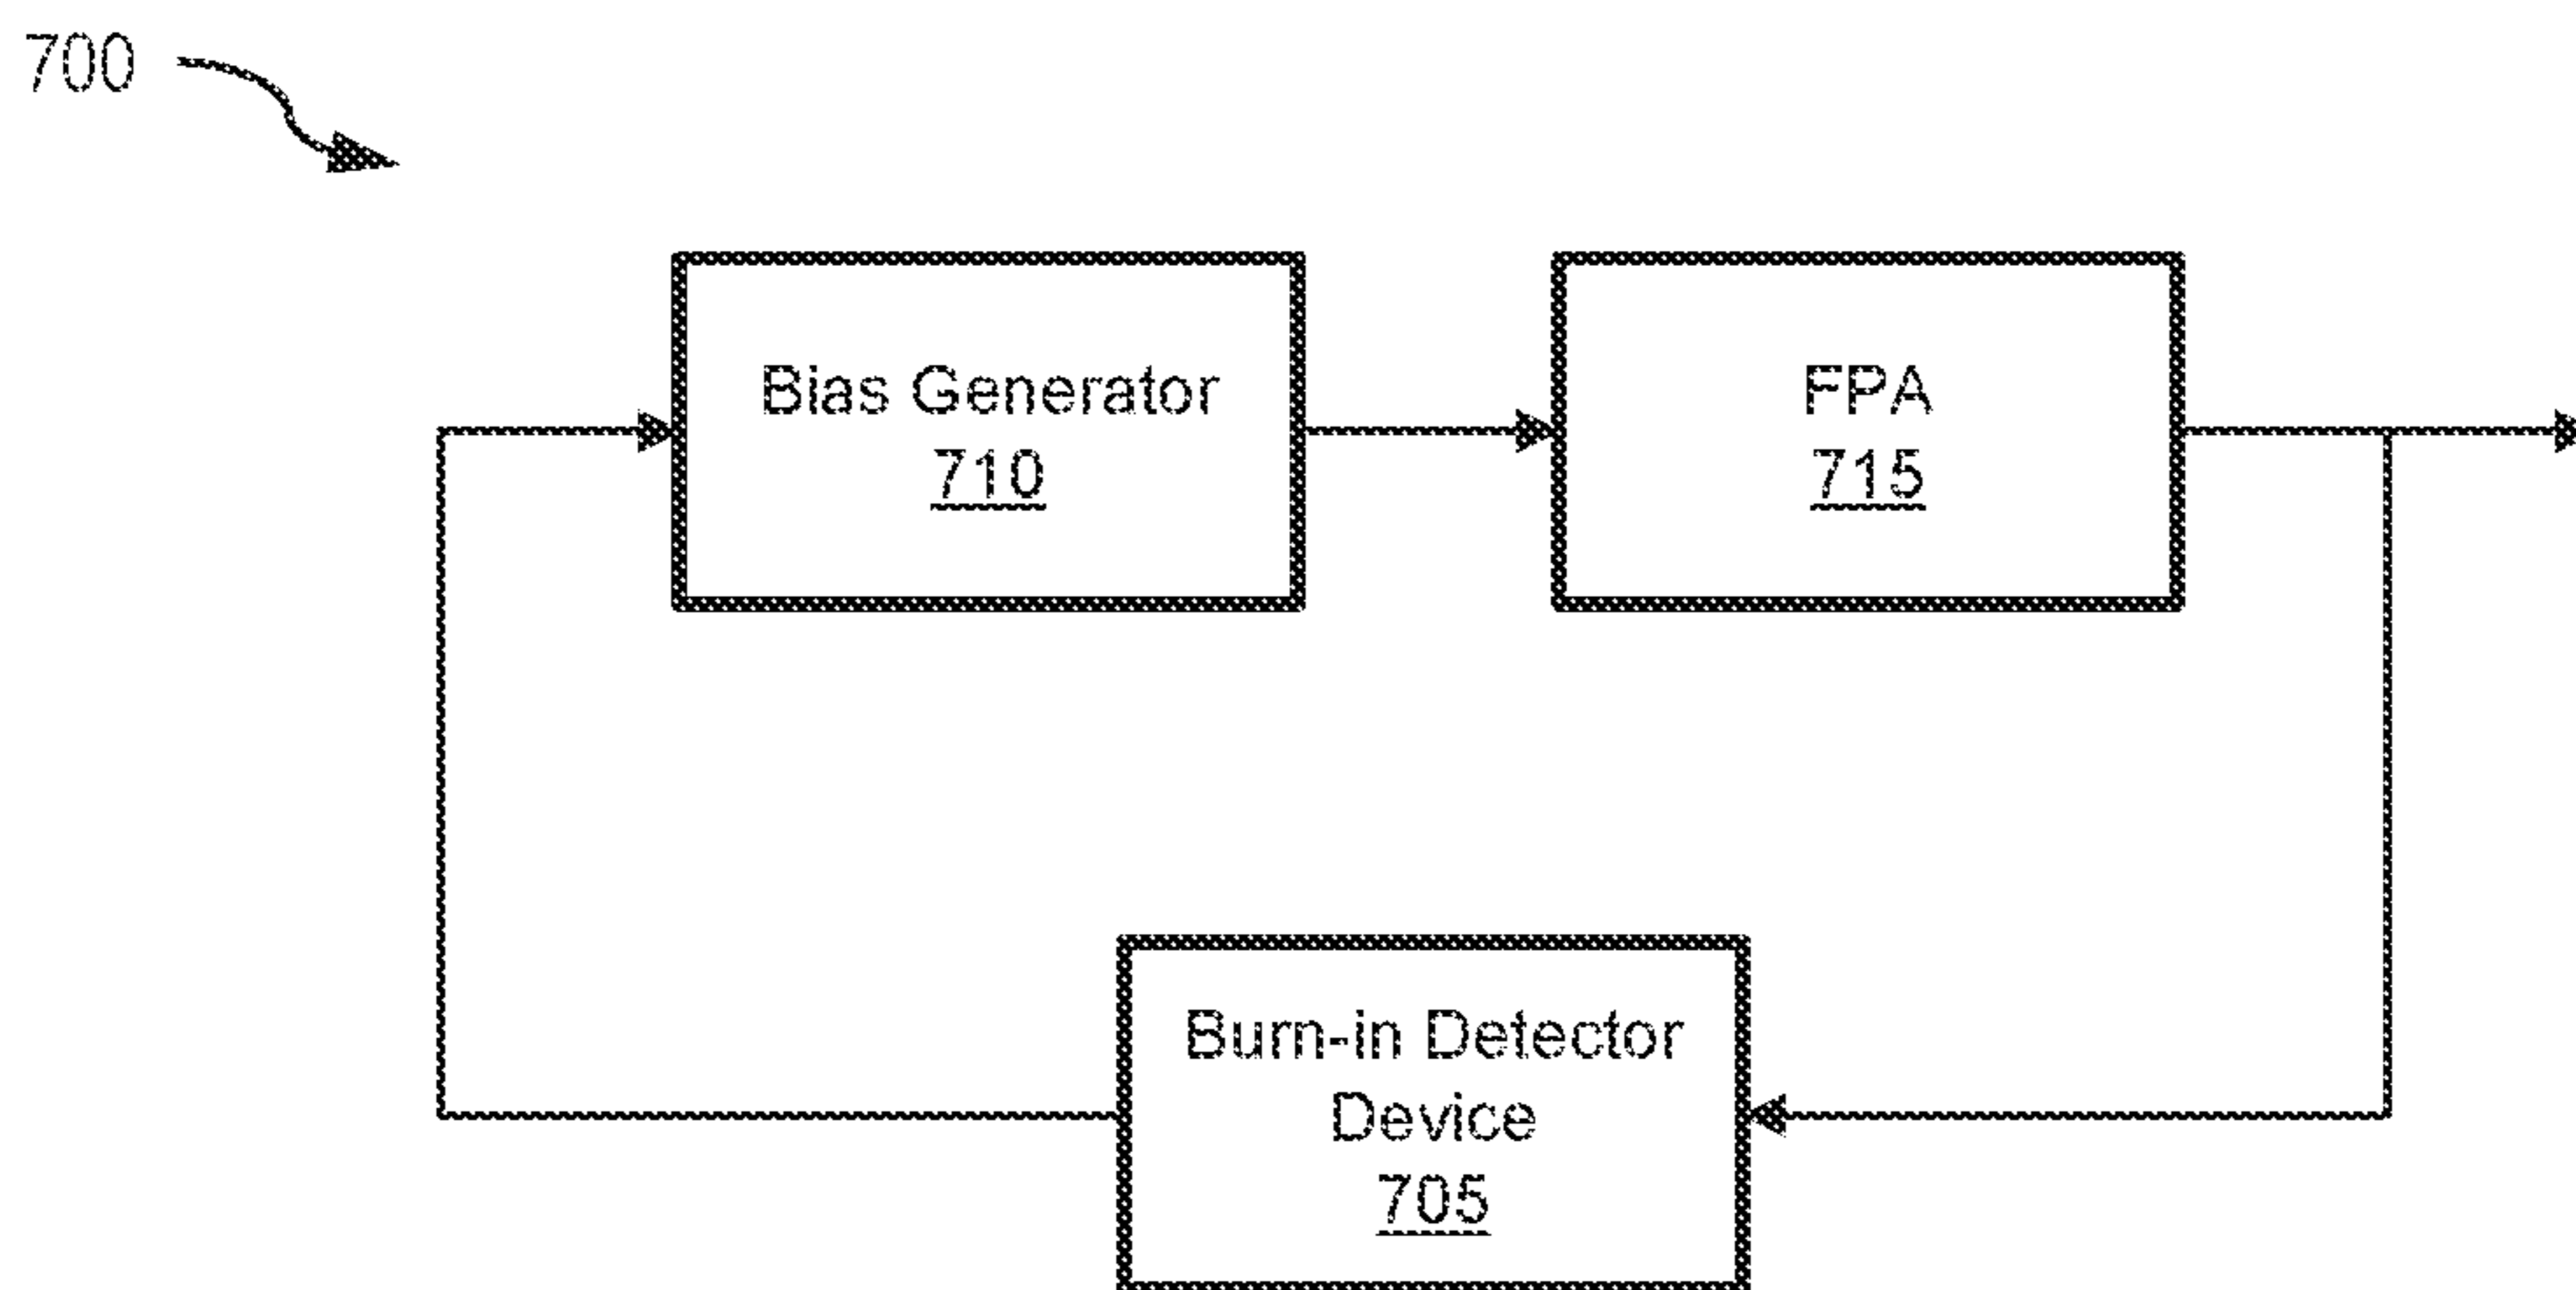 700
Bias Generator
710
FPA
715
Burn-in Detector
Device
705